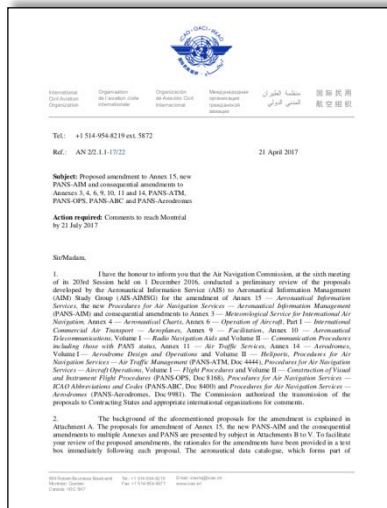 ICAO · OACI · ИКАО
International Civil Aviation Organization
Organisation de l'aviation civile internationale
Organización de Aviación Civil Internacional
Международная организация гражданской авиации
منظمة الطيران المدني الدولي
国际民用航空组织
Tel.: +1 514-954-8219 ext. 5872
Ref.: AN 2/2.1.1-17/22 21 April 2017
Subject: Proposed amendment to Annex 15, new
PANS-AIM and consequential amendments to
Annexes 3, 4, 6, 9, 10, 11 and 14, PANS-ATM,
PANS-OPS, PANS-ABC and PANS-Aerodromes
Action required: Comments to reach Montréal
by 21 July 2017
Sir/Madam,
1. I have the honour to inform you that the Air Navigation Commission, at the sixth meeting
of its 203rd Session held on 1 December 2016, conducted a preliminary review of the proposals
developed by the Aeronautical Information Service (AIS) to Aeronautical Information Management
(AIM) Study Group (AIS-AIMSG) for the amendment of Annex 15 — Aeronautical Information
Services, the new Procedures for Air Navigation Services — Aeronautical Information Management
(PANS-AIM) and consequential amendments to Annex 3 — Meteorological Service for International Air
Navigation, Annex 4 — Aeronautical Charts, Annex 6 — Operation of Aircraft, Part I — International
Commercial Air Transport — Aeroplanes, Annex 9 — Facilitation, Annex 10 — Aeronautical
Telecommunications, Volume I — Radio Navigation Aids and Volume II — Communication Procedures
including those with PANS status, Annex 11 — Air Traffic Services, Annex 14 — Aerodromes,
Volume I — Aerodrome Design and Operations and Volume II — Heliports, Procedures for Air
Navigation Services — Air Traffic Management (PANS-ATM, Doc 4444), Procedures for Air Navigation
Services — Aircraft Operations, Volume I — Flight Procedures and Volume II — Construction of Visual
and Instrument Flight Procedures (PANS-OPS, Doc 8168), Procedures for Air Navigation Services —
ICAO Abbreviations and Codes (PANS-ABC, Doc 8400) and Procedures for Air Navigation Services —
Aerodromes (PANS-Aerodromes, Doc 9981). The Commission authorized the transmission of the
proposals to Contracting States and appropriate international organizations for comments.
2. The background of the aforementioned proposals for the amendment is explained in
Attachment A. The proposals for amendment of Annex 15, the new PANS-AIM and the consequential
amendments to multiple Annexes and PANS are presented by subject in Attachments B to V. To facilitate
your review of the proposed amendments, the rationales for the amendments have been provided in a text
box immediately following each proposal. The aeronautical data catalogue, which forms part of